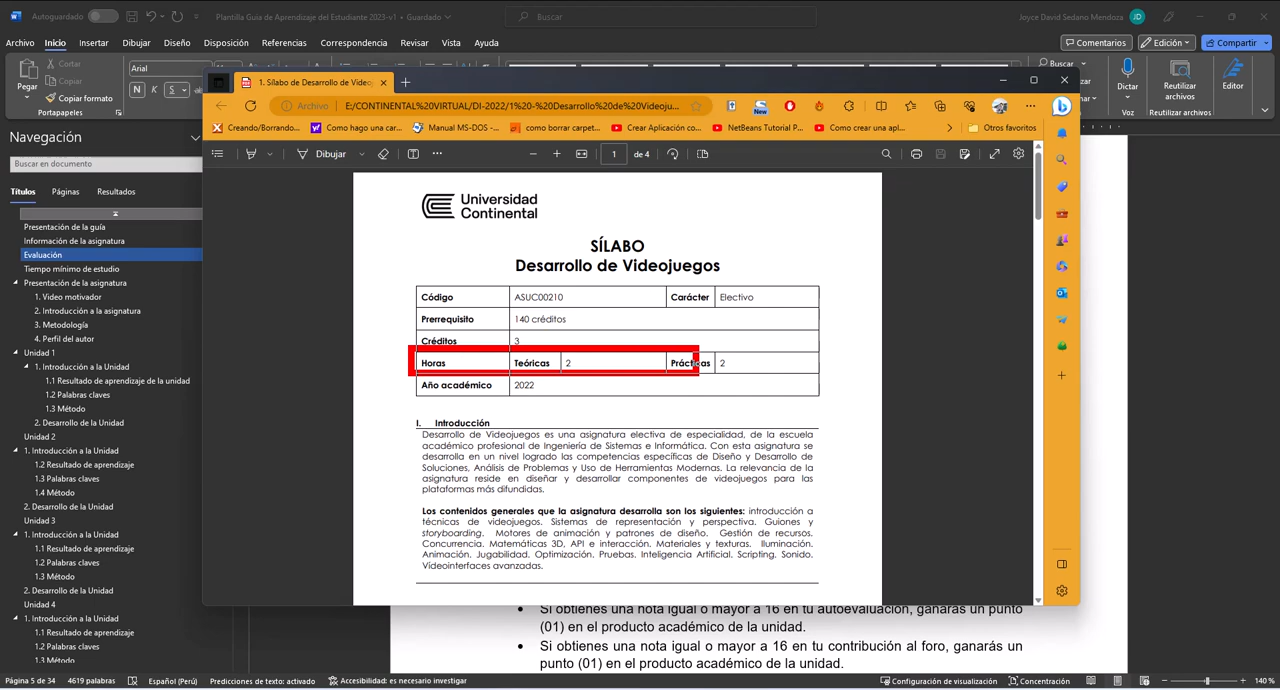 Autoguardado
Plantilla Guia de Aprendizaje del Estudiante 2023-v1 • Guardado
Buscar
Joyce David Sedano Mendoza
JD
Archivo
Inicio
Insertar
Dibujar
Diseño
Disposición
Referencias
Correspondencia
Revisar
Vista
Ayuda
Comentarios
Edición
Compartir
Pegar
Cortar
Copiar
Copiar formato
Portapapeles
Arial
N
K
S
Buscar
Dictar
Voz
Reutilizar
archivos
Reutilizar archivos
Editor
Editor
Navegación
Buscar en documento
Títulos
Páginas
Resultados
Presentación de la guía
Información de la asignatura
Evaluación
Tiempo mínimo de estudio
Presentación de la asignatura
1. Video motivador
2. Introducción a la asignatura
3. Metodología
4. Perfil del autor
Unidad 1
1. Introducción a la Unidad
1.1 Resultado de aprendizaje de la unidad
1.2 Palabras claves
1.3 Método
2. Desarrollo de la Unidad
Unidad 2
1. Introducción a la Unidad
1.2 Resultado de aprendizaje
1.3 Palabras claves
1.4 Método
2. Desarrollo de la Unidad
Unidad 3
1. Introducción a la Unidad
1.1 Resultado de aprendizaje
1.2 Palabras claves
1.3 Método
2. Desarrollo de la Unidad
Unidad 4
1. Introducción a la Unidad
1.1 Resultado de aprendizaje
1.2 Palabras claves
1.3 Método
1. Sílabo de Desarrollo de Videoj
Archivo
E:/CONTINENTAL%20VIRTUAL/DI-2022/1%20-%20Desarrollo%20de%20Videoju...
New
Creando/Borrando...
Como hago una car...
Manual MS-DOS -...
como borrar carpet...
Crear Aplicación co...
NetBeans Tutorial P...
Como crear una apl...
Otros favoritos
Dibujar
1
de 4
Universidad
Continental
SÍLABO
Desarrollo de Videojuegos
Código ASUC00210 Carácter Electivo
Prerrequisito 140 créditos
Créditos 3
Horas Teóricas 2 Prácticas 2
Año académico 2022
I. Introducción
Desarrollo de Videojuegos es una asignatura electiva de especialidad, de la escuela
académico profesional de Ingeniería de Sistemas e Informática. Con esta asignatura se
desarrolla en un nivel logrado las competencias específicas de Diseño y Desarrollo de
Soluciones, Análisis de Problemas y Uso de Herramientas Modernas. La relevancia de la
asignatura reside en diseñar y desarrollar componentes de videojuegos para las
plataformas más difundidas.
Los contenidos generales que la asignatura desarrolla son los siguientes: introducción a
técnicas de videojuegos. Sistemas de representación y perspectiva. Guiones y
storyboarding. Motores de animación y patrones de diseño. Gestión de recursos.
Concurrencia. Matemáticas 3D, API e interacción. Materiales y texturas. Iluminación.
Animación. Jugabilidad. Optimización. Pruebas. Inteligencia Artificial. Scripting. Sonido.
Videointerfaces avanzadas.
• Si obtienes una nota igual o mayor a 16 en tu autoevaluación, ganarás un punto
(01) en el producto académico de la unidad.
• Si obtienes una nota igual o mayor a 16 en tu contribución al foro, ganarás un
punto (01) en el producto académico de la unidad.
Página 5 de 34
4619 palabras
Español (Perú)
Predicciones de texto: activado
Accesibilidad: es necesario investigar
Configuración de visualización
Concentración
140 %